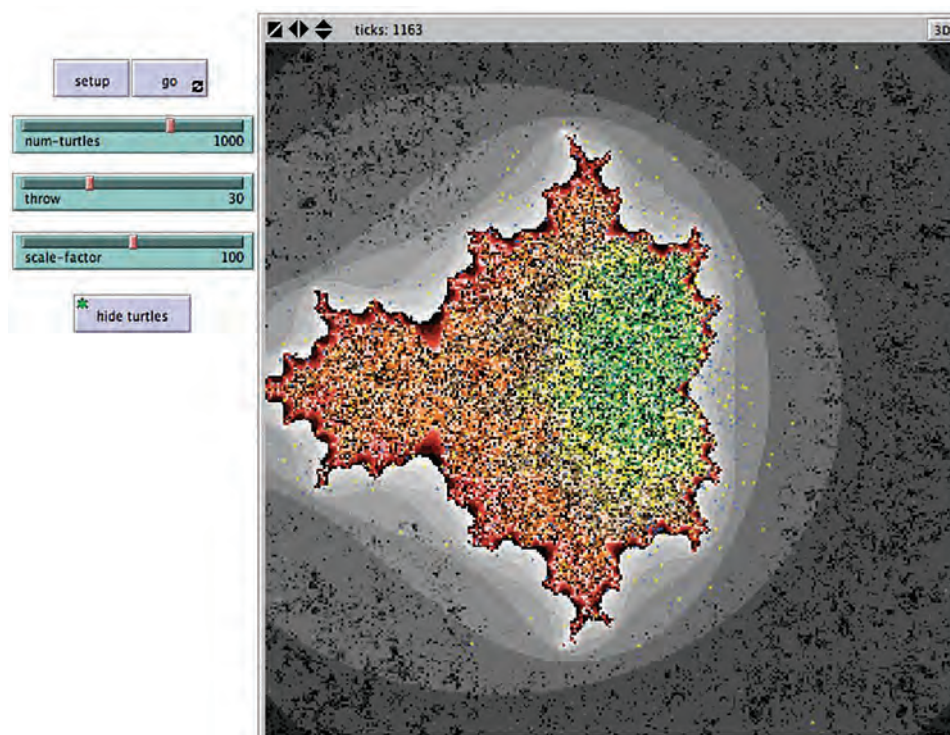 ticks: 1163
3D
setup
go
num-turtles 1000
throw 30
scale-factor 100
hide turtles